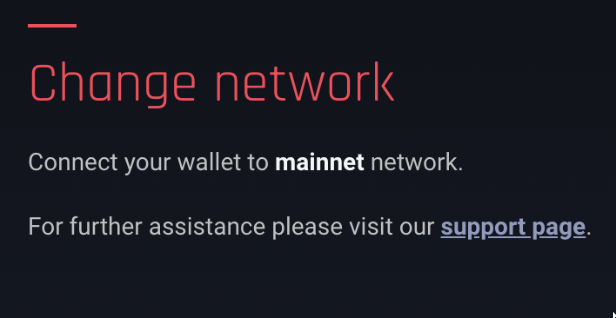 Change network
Connect your wallet to mainnet network.
For further assistance please visit our support page.